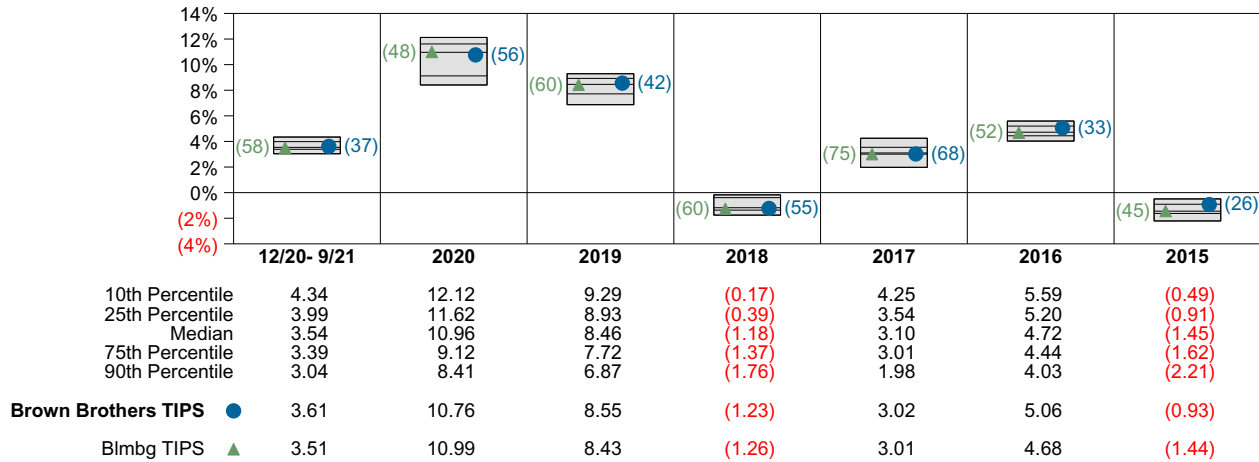 14%
12%
10%
8%
6%
4%
2%
0%
(2%)
(4%)
(58) (37)
(48) (56)
(60) (42)
(60) (55)
(75) (68)
(52) (33)
(45) (26)
12/20- 9/21 2020 2019 2018 2017 2016 2015
10th Percentile 4.34 12.12 9.29 (0.17) 4.25 5.59 (0.49)
25th Percentile 3.99 11.62 8.93 (0.39) 3.54 5.20 (0.91)
Median 3.54 10.96 8.46 (1.18) 3.10 4.72 (1.45)
75th Percentile 3.39 9.12 7.72 (1.37) 3.01 4.44 (1.62)
90th Percentile 3.04 8.41 6.87 (1.76) 1.98 4.03 (2.21)
Brown Brothers TIPS 3.61 10.76 8.55 (1.23) 3.02 5.06 (0.93)
Blmbg TIPS 3.51 10.99 8.43 (1.26) 3.01 4.68 (1.44)